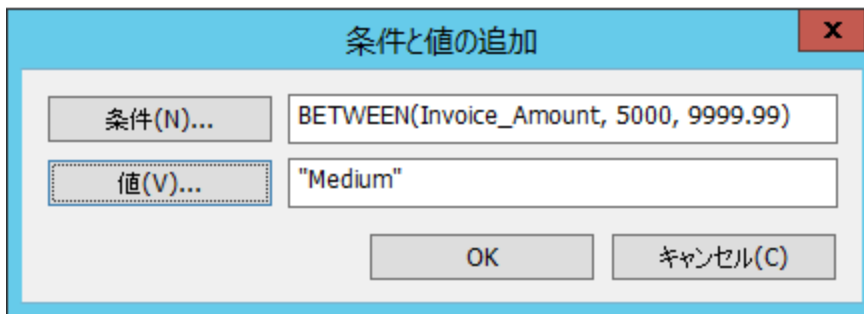 条件と値の追加
x
条件(N)... BETWEEN(Invoice_Amount, 5000, 9999.99)
値(V)... "Medium"
OK キャンセル(C)